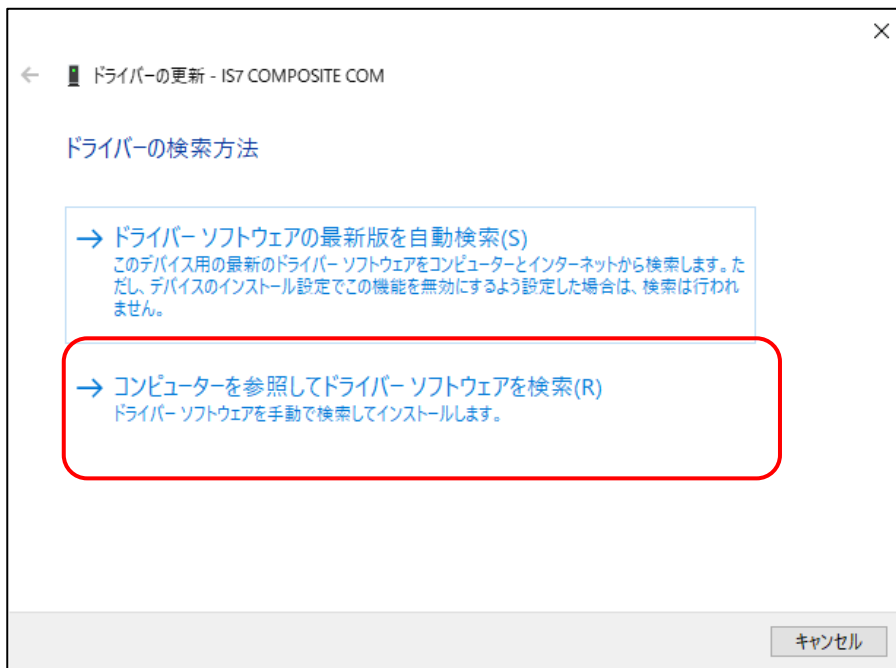 ドライバーの更新 - IS7 COMPOSITE COM
ドライバーの検索方法
→ ドライバー ソフトウェアの最新版を自動検索(S)
このデバイス用の最新のドライバー ソフトウェアをコンピューターとインターネットから検索します。た
だし、デバイスのインストール設定でこの機能を無効にするよう設定した場合は、検索は行われ
ません。
→ コンピューターを参照してドライバー ソフトウェアを検索(R)
ドライバー ソフトウェアを手動で検索してインストールします。
キャンセル